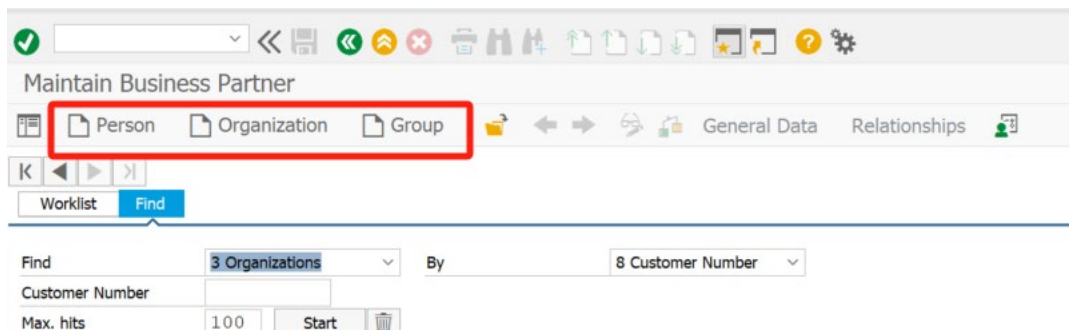 Maintain Business Partner
Person Organization Group General Data Relationships
Worklist Find
Find 3 Organizations By 8 Customer Number
Customer Number
Max. hits 100 Start